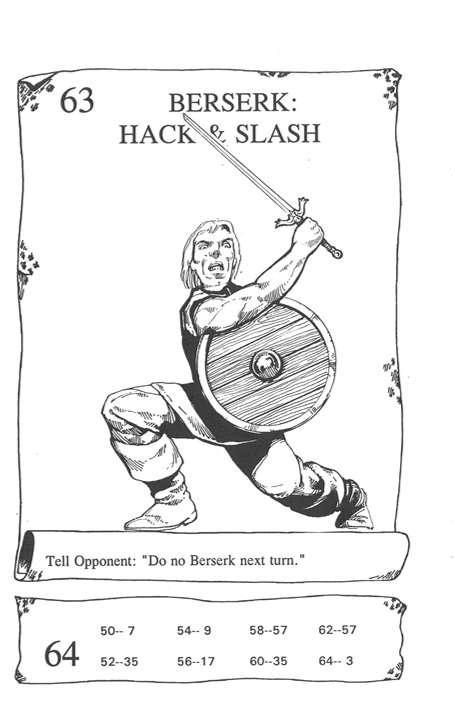 63
BERSERK:
HACK & SLASH
Tell Opponent: "Do no Berserk next turn."
64
50-- 7 54-- 9 58--57 62--57
52--35 56--17 60--35 64-- 3